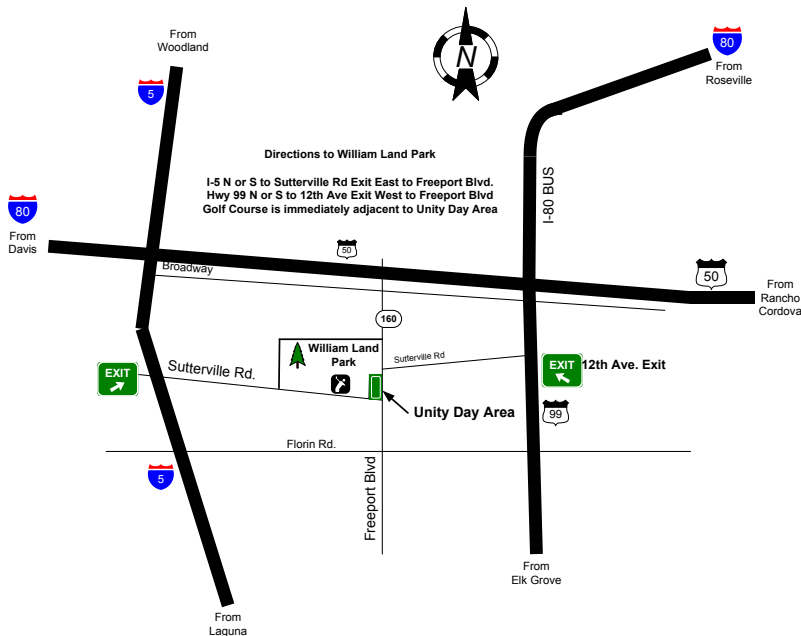 From
Woodland
5
N
80
From
Roseville
Directions to William Land Park
I-5 N or S to Sutterville Rd Exit East to Freeport Blvd.
Hwy 99 N or S to 12th Ave Exit West to Freeport Blvd
Golf Course is immediately adjacent to Unity Day Area
I-80 BUS
80
From
Davis
50
Broadway
50
From
Rancho
Cordova
160
William Land
Park
Sutterville Rd
EXIT
Sutterville Rd.
EXIT
12th Ave. Exit
Unity Day Area
99
Florin Rd.
5
Freeport Blvd
From
Elk Grove
From
Laguna